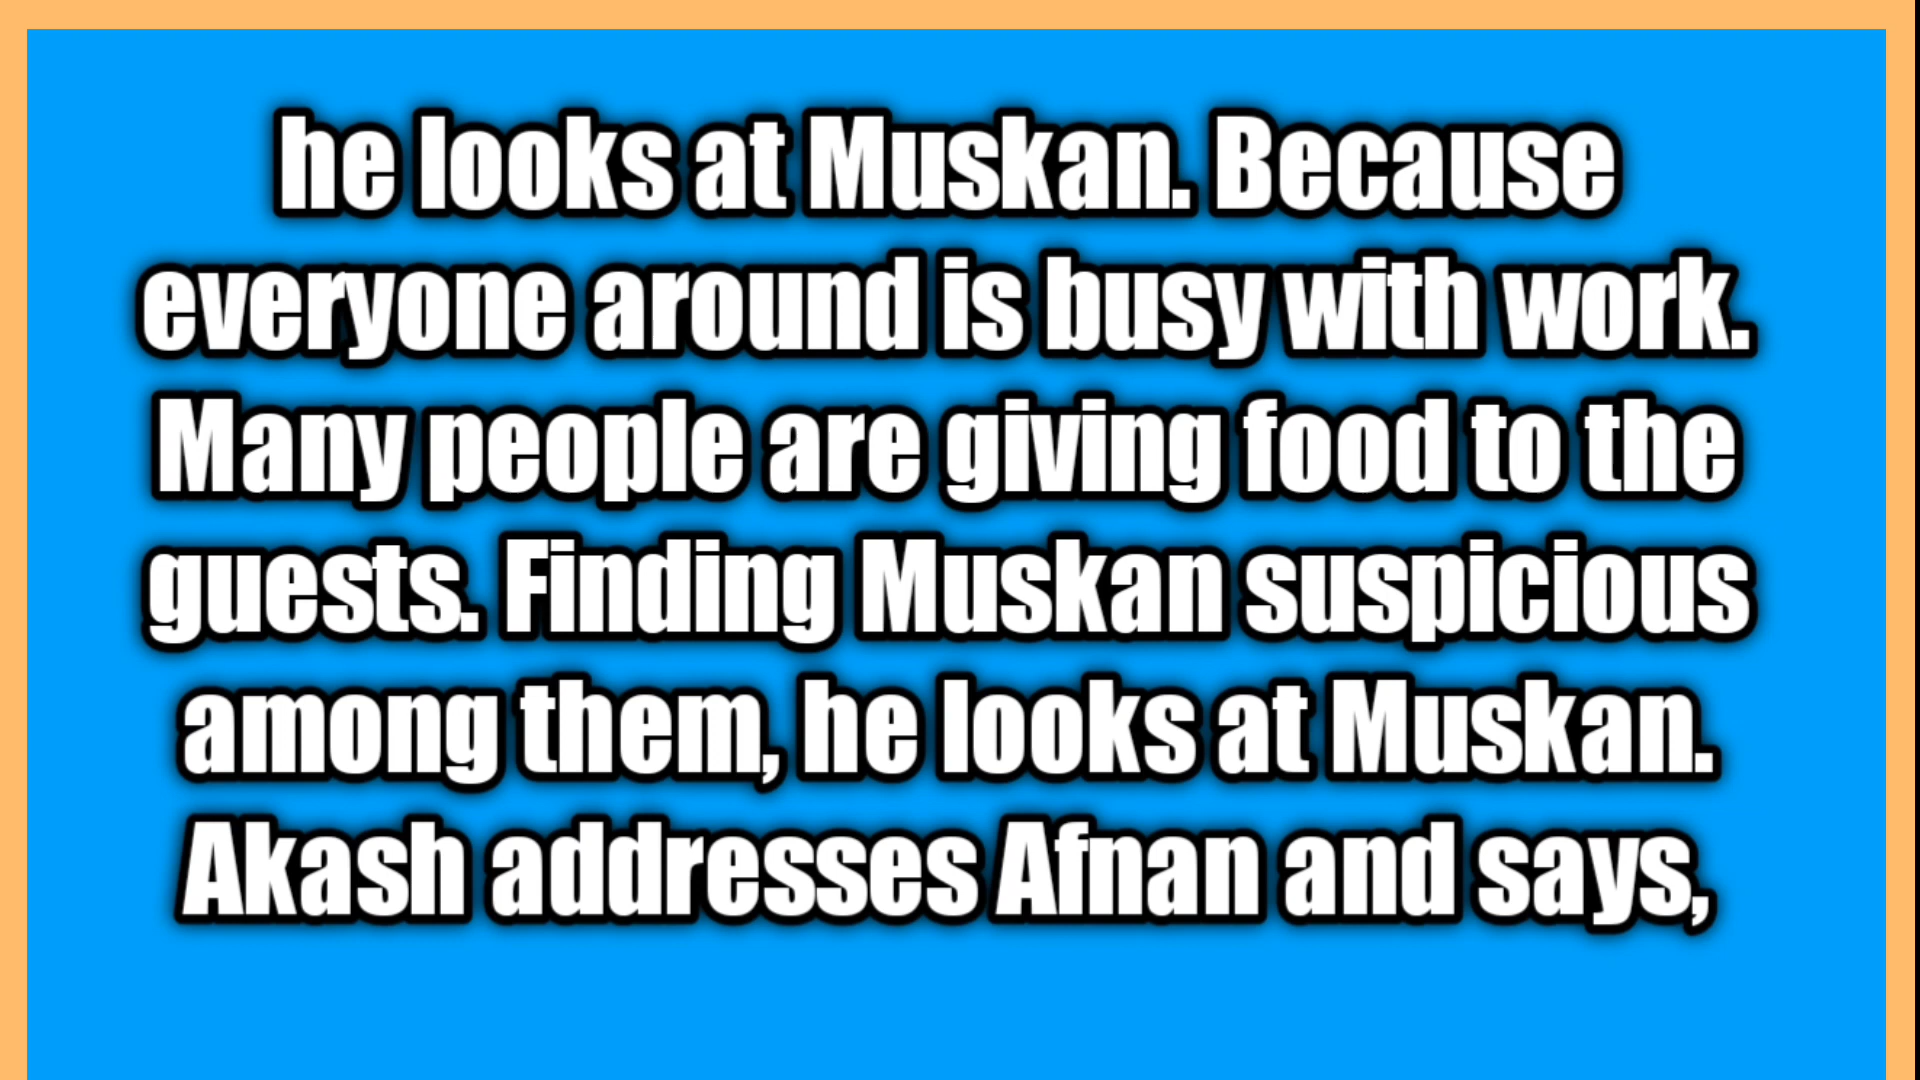 he looks at Muskan. Because
everyone around is busy with work.
Many people are giving food to the
guests. Finding Muskan suspicious
among them, he looks at Muskan.
Akash addresses Afnan and says,